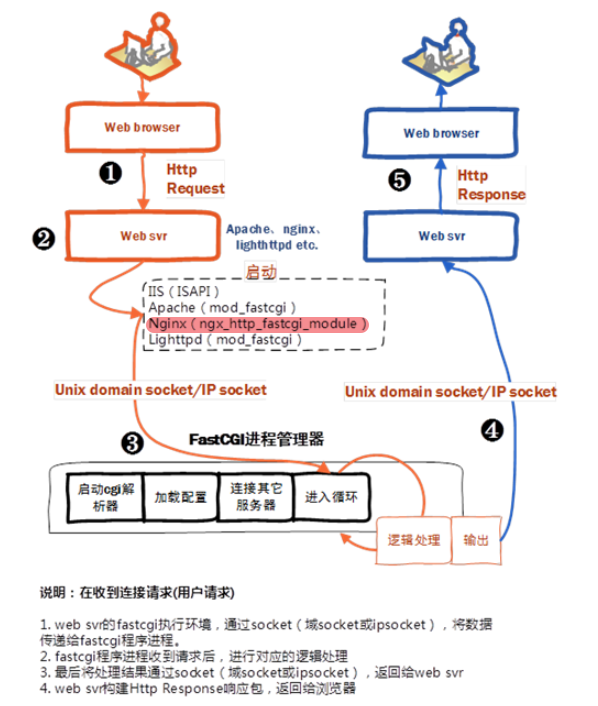 Web browser
Web browser
❶
Http
Request
❺
Http
Response
❷
Web svr
Apache、nginx、
lighthttpd etc.
Web svr
启动
IIS（ISAPI）
Apache（mod_fastcgi）
Nginx（ngx_http_fastcgi_module）
Lighttpd（mod_fastcgi）
Unix domain socket/IP socket
Unix domain socket/IP socket
❸
FastCGI进程管理器
❹
启动cgi解
析器
加载配置
连接其它
服务器
进入循环
逻辑处理
输出
说明：在收到连接请求(用户请求)
1. web svr的fastcgi执行环境，通过socket（域socket或ipsocket），将数据
传递给fastcgi程序进程。
2. fastcgi程序进程收到请求后，进行对应的逻辑处理
3. 最后将处理结果通过socket（域socket或ipsocket），返回给web svr
4. web svr构建Http Response响应包，返回给浏览器